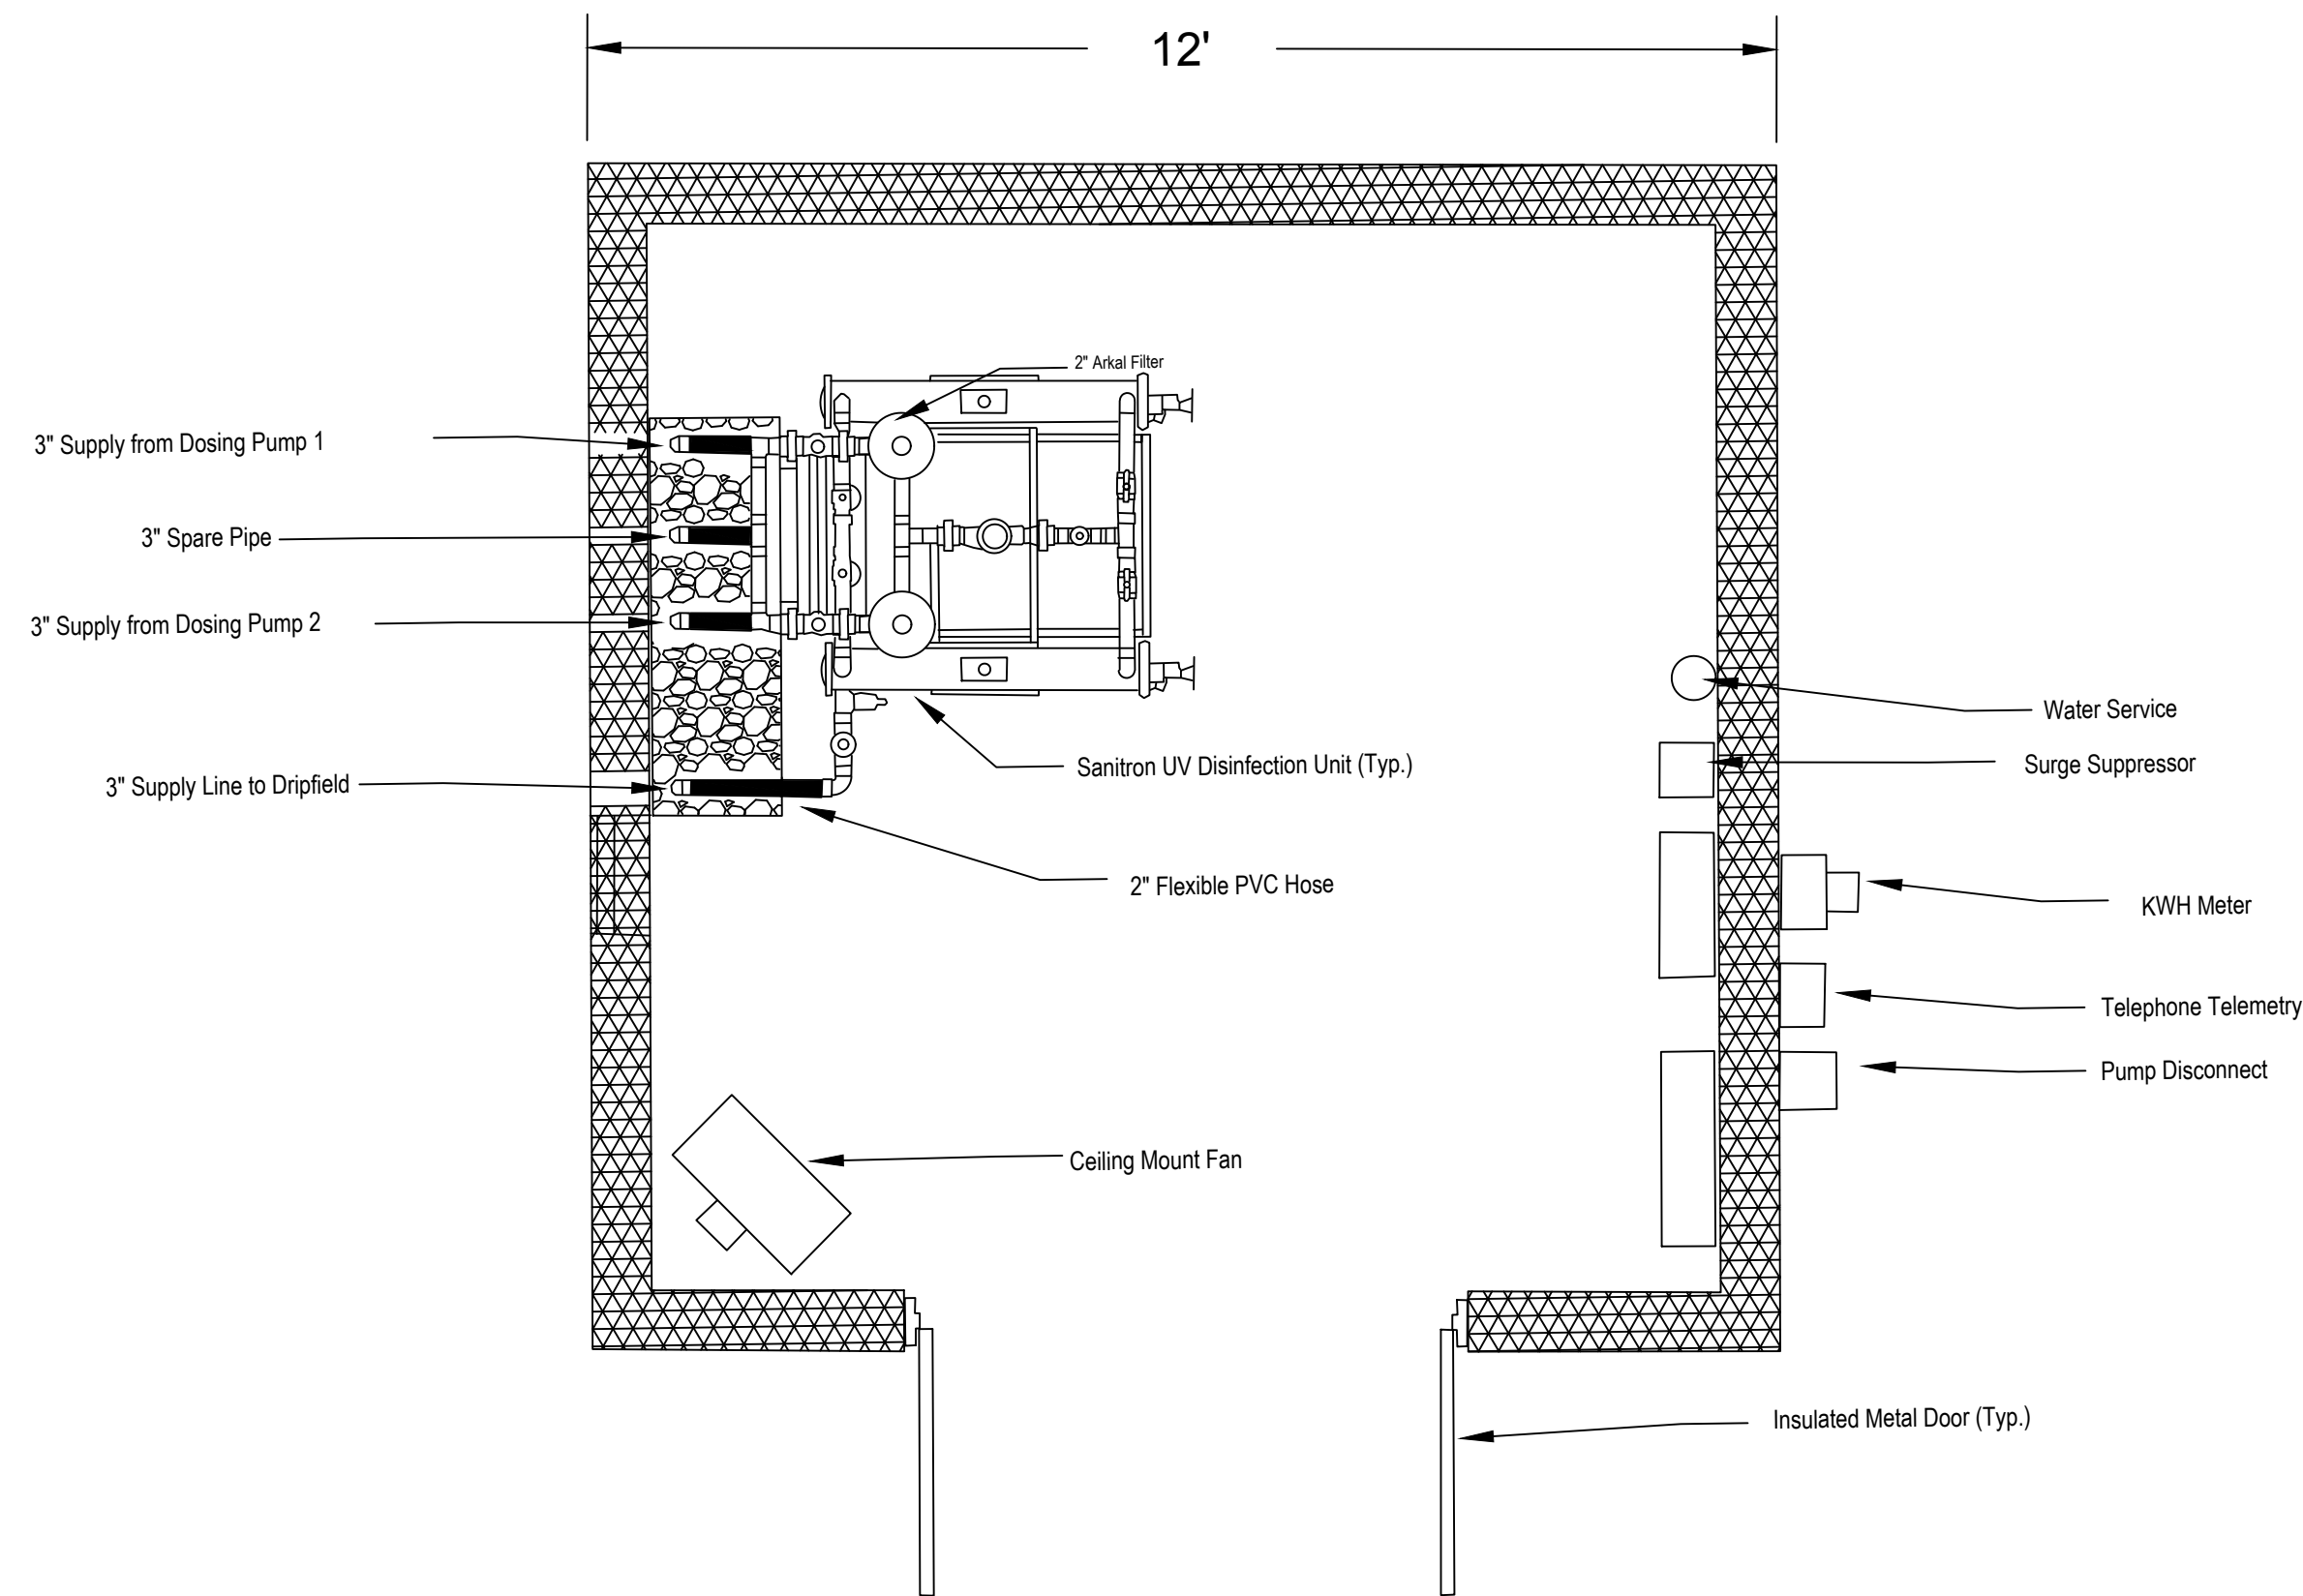 12'
2" Arkal Filter
3" Supply from Dosing Pump 1
3" Spare Pipe
3" Supply from Dosing Pump 2
Water Service
Sanitron UV Disinfection Unit (Typ.)
Surge Suppressor
3" Supply Line to Dripfield
2" Flexible PVC Hose
KWH Meter
Telephone Telemetry
Pump Disconnect
Ceiling Mount Fan
Insulated Metal Door (Typ.)